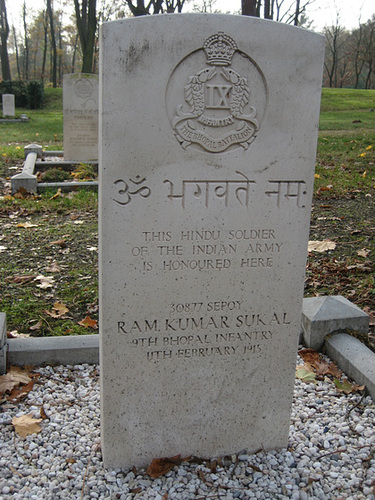 IX
BHOPAL
THE BHOPAL BATTALION
ॐ भगवते नमः
THIS HINDU SOLDIER
OF THE INDIAN ARMY
IS HONOURED HERE
30877 SEPOY
RAM KUMAR SUKAL
9TH BHOPAL INFANTRY
11TH FEBRUARY 1915